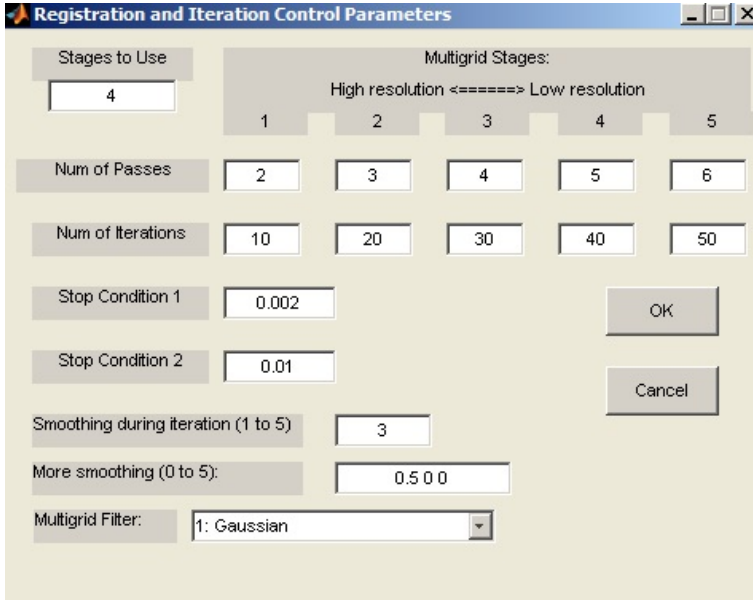 Registration and Iteration Control Parameters
Stages to Use
4
Multigrid Stages:
High resolution <======> Low resolution
1 2 3 4 5
Num of Passes 2 3 4 5 6
Num of Iterations 10 20 30 40 50
Stop Condition 1 0.002
OK
Stop Condition 2 0.01
Cancel
Smoothing during iteration (1 to 5) 3
More smoothing (0 to 5): 0.5 0 0
Multigrid Filter: 1: Gaussian